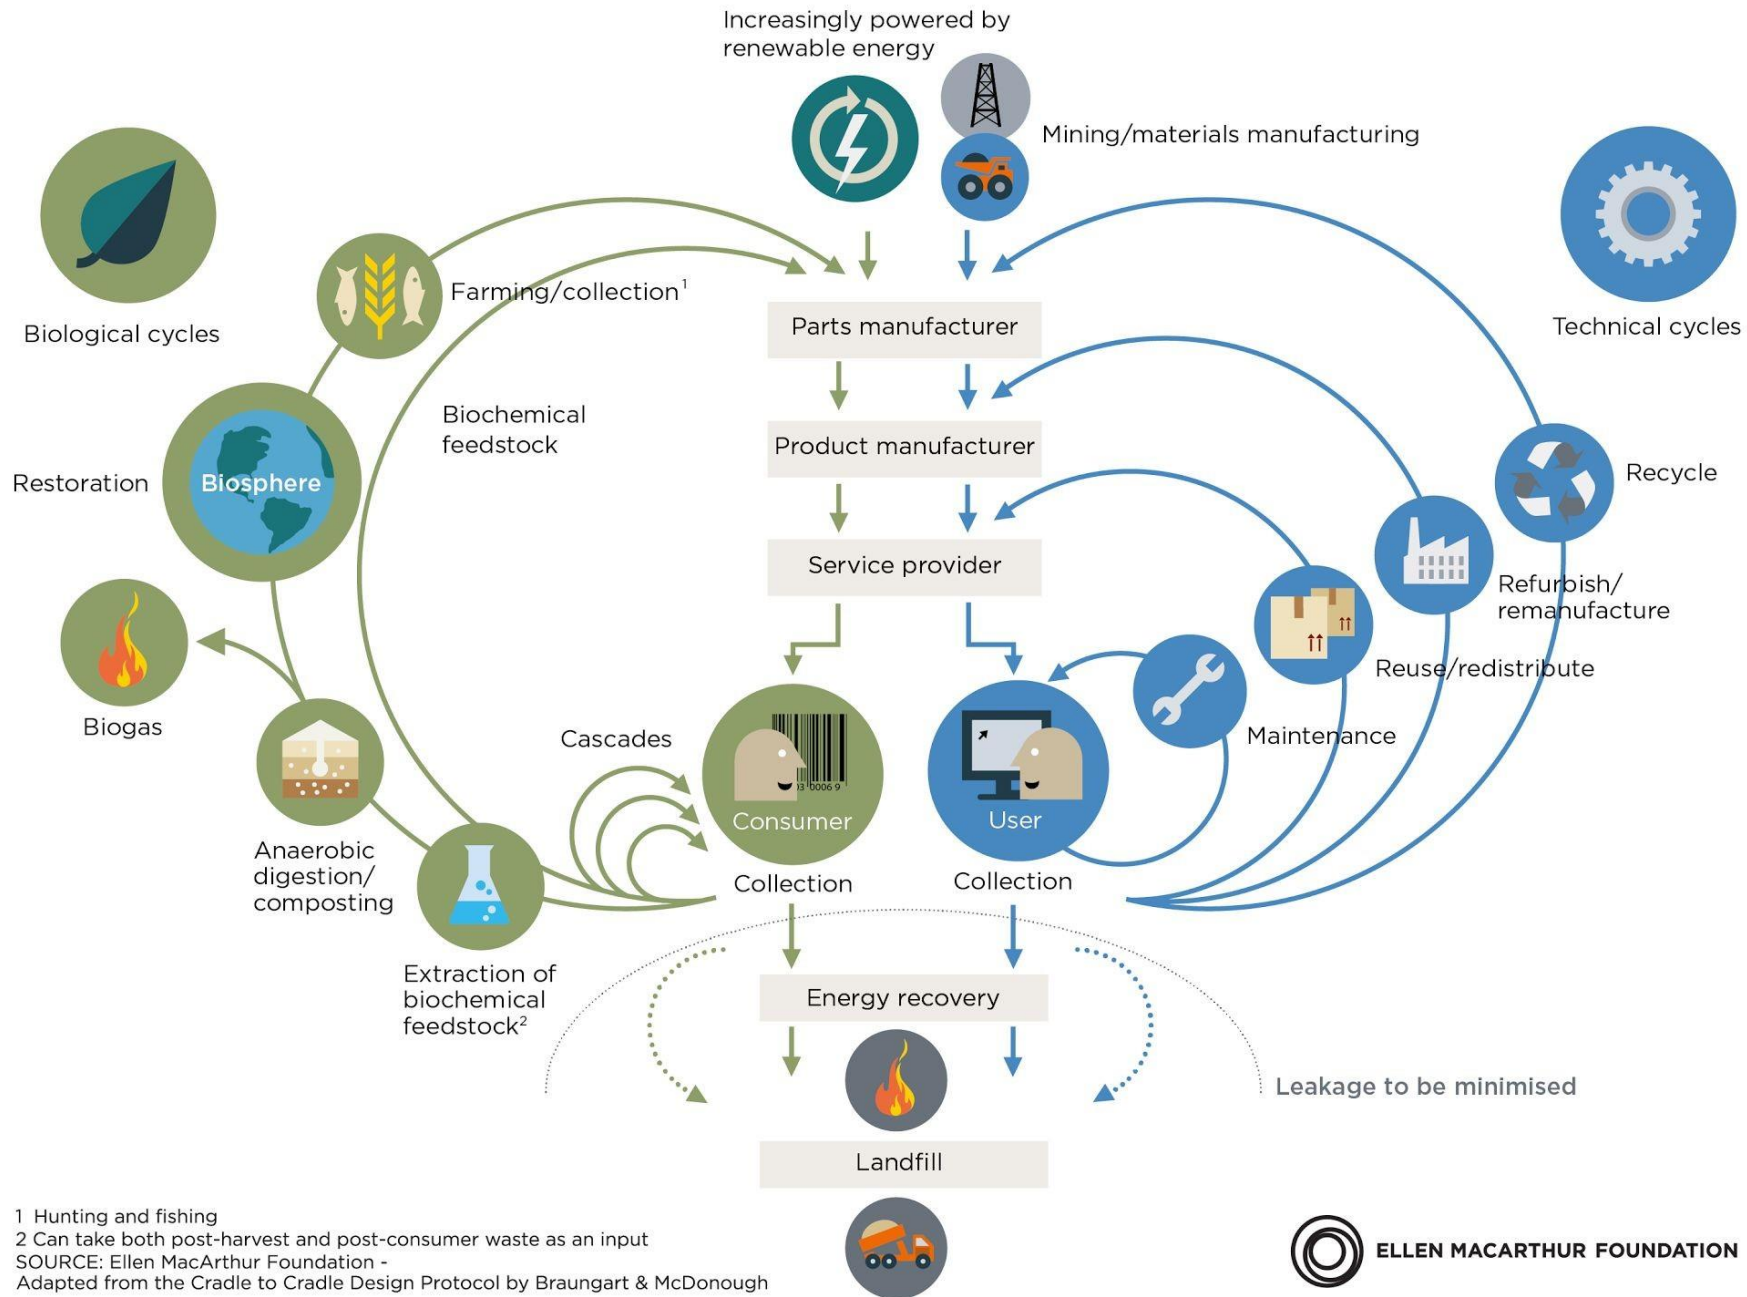 Increasingly powered by
renewable energy
Mining/materials manufacturing
Farming/collection¹
Biological cycles
Technical cycles
Parts manufacturer
Biochemical
feedstock
Product manufacturer
Restoration
Biosphere
Recycle
Service provider
Refurbish/
remanufacture
Reuse/redistribute
Biogas
Cascades
Maintenance
03 0006 9
Consumer
User
Anaerobic
digestion/
composting
Collection
Collection
Extraction of
biochemical
feedstock²
Energy recovery
Leakage to be minimised
Landfill
1 Hunting and fishing
2 Can take both post-harvest and post-consumer waste as an input
SOURCE: Ellen MacArthur Foundation -
Adapted from the Cradle to Cradle Design Protocol by Braungart & McDonough
ELLEN MACARTHUR FOUNDATION